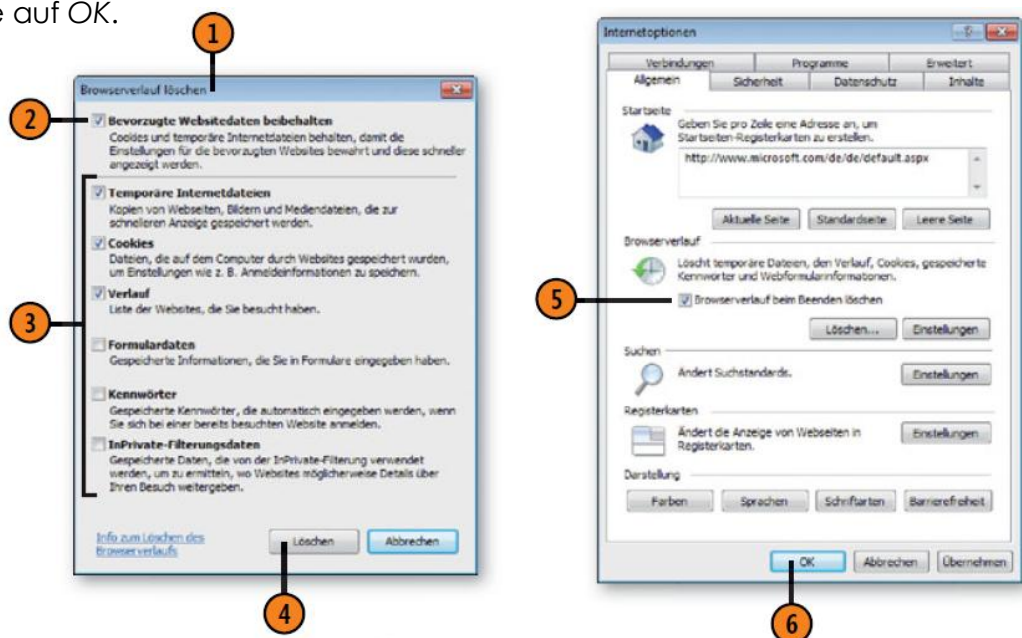 e auf OK.
1
Browserverlauf löschen
2
Bevorzugte Websitedaten beibehalten
Cookies und temporäre Internetdateien behalten, damit die
Einstellungen für die bevorzugten Websites bewahrt und diese schneller
angezeigt werden.
3
Temporäre Internetdateien
Kopien von Webseiten, Bildern und Mediendateien, die zur
schnelleren Anzeige gespeichert werden.
Cookies
Dateien, die auf dem Computer durch Websites gespeichert wurden,
um Einstellungen wie z. B. Anmeldeinformationen zu speichern.
Verlauf
Liste der Websites, die Sie besucht haben.
Formulardaten
Gespeicherte Informationen, die Sie in Formulare eingegeben haben.
Kennwörter
Gespeicherte Kennwörter, die automatisch eingegeben werden, wenn
Sie sich bei einer bereits besuchten Website anmelden.
InPrivate-Filterungsdaten
Gespeicherte Daten, die von der InPrivate-Filterung verwendet
werden, um zu ermitteln, wo Websites möglicherweise Details über
Ihren Besuch weitergeben.
Info zum Löschen des
Browserverlaufs
Löschen
Abbrechen
4
Internetoptionen
Verbindungen
Programme
Erweitert
Allgemein
Sicherheit
Datenschutz
Inhalte
Startseite
Geben Sie pro Zeile eine Adresse an, um
Startseiten-Registerkarten zu erstellen.
http://www.microsoft.com/de/de/default.aspx
Aktuelle Seite
Standardseite
Leere Seite
Browserverlauf
Löscht temporäre Dateien, den Verlauf, Cookies, gespeicherte
Kennwörter und Webformularinformationen.
5
Browserverlauf beim Beenden löschen
Löschen...
Einstellungen
Suchen
Ändert Suchstandards.
Einstellungen
Registerkarten
Ändert die Anzeige von Webseiten in
Registerkarten.
Einstellungen
Darstellung
Farben
Sprachen
Schriftarten
Barrierefreiheit
OK
Abbrechen
Übernehmen
6